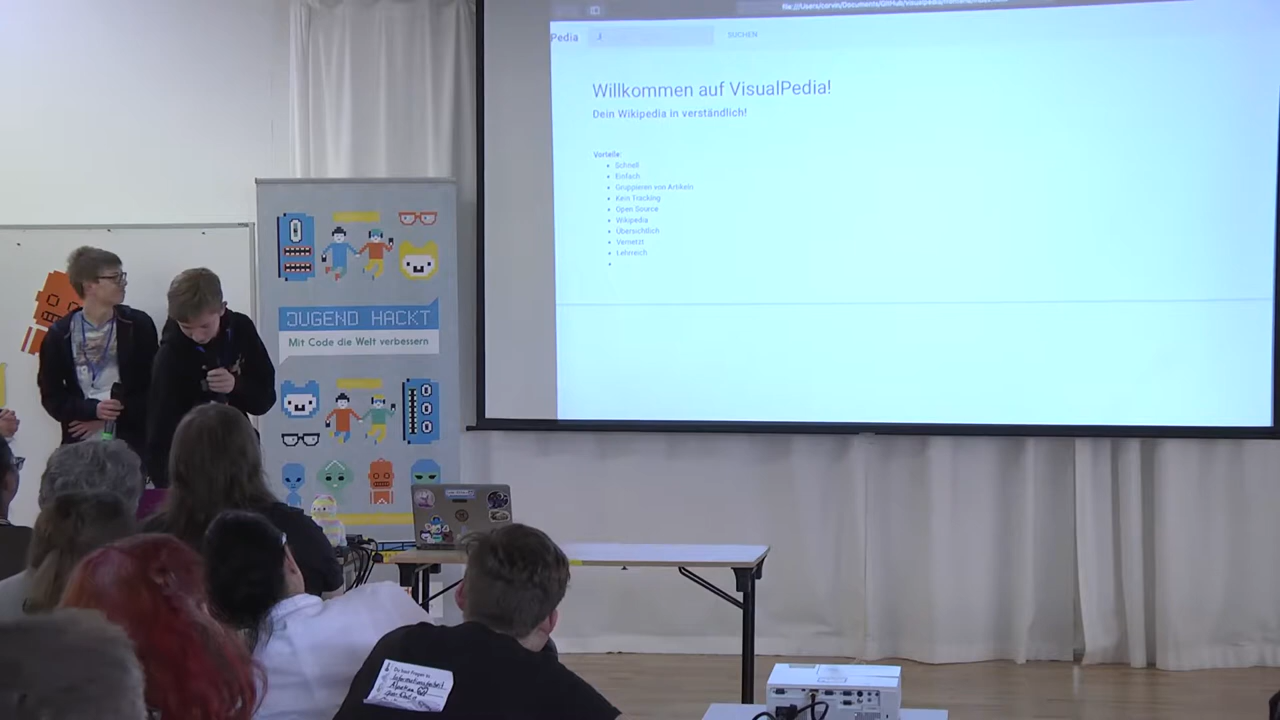 Pedia
SUCHEN
Willkommen auf VisualPedia!
Dein Wikipedia in verständlich!
Vorteile:
Schnell
Einfach
Gruppieren von Artikeln
Kein Tracking
Open Source
Wikipedia
Übersichtlich
Vernetzt
Lehrreich
JUGEND HACKT
Mit Code die Welt verbessern